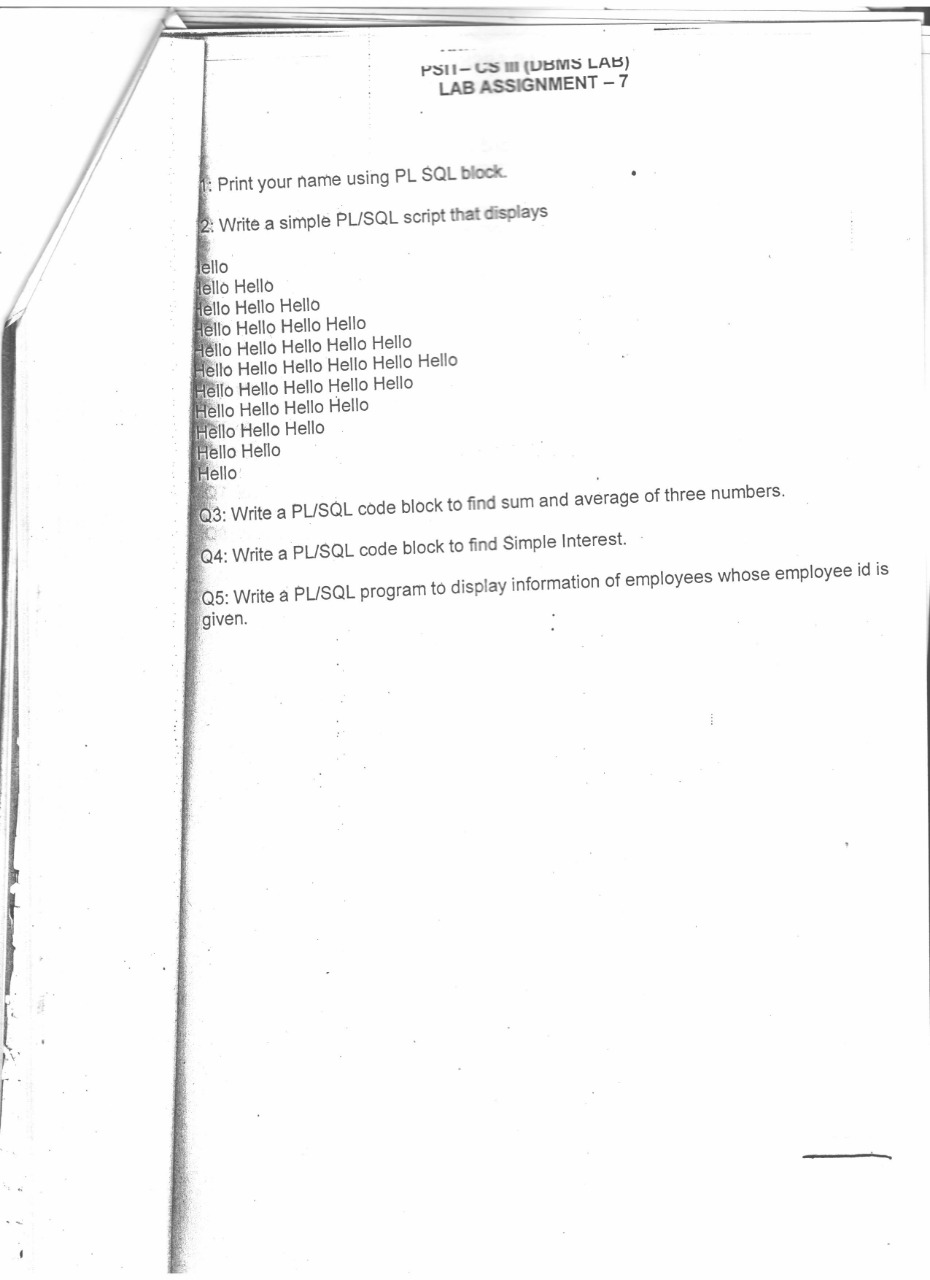 PSIT– CS III (DBMS LAB)
LAB ASSIGNMENT – 7
1: Print your name using PL SQL block.
2: Write a simple PL/SQL script that displays
ello
ello Hello
Hello Hello Hello
Hello Hello Hello Hello
Hello Hello Hello Hello Hello
Hello Hello Hello Hello Hello Hello
Hello Hello Hello Hello Hello
Hello Hello Hello Hello
Hello Hello Hello
Hello Hello
Hello
Q3: Write a PL/SQL code block to find sum and average of three numbers.
Q4: Write a PL/SQL code block to find Simple Interest.
Q5: Write a PL/SQL program to display information of employees whose employee id is
given.